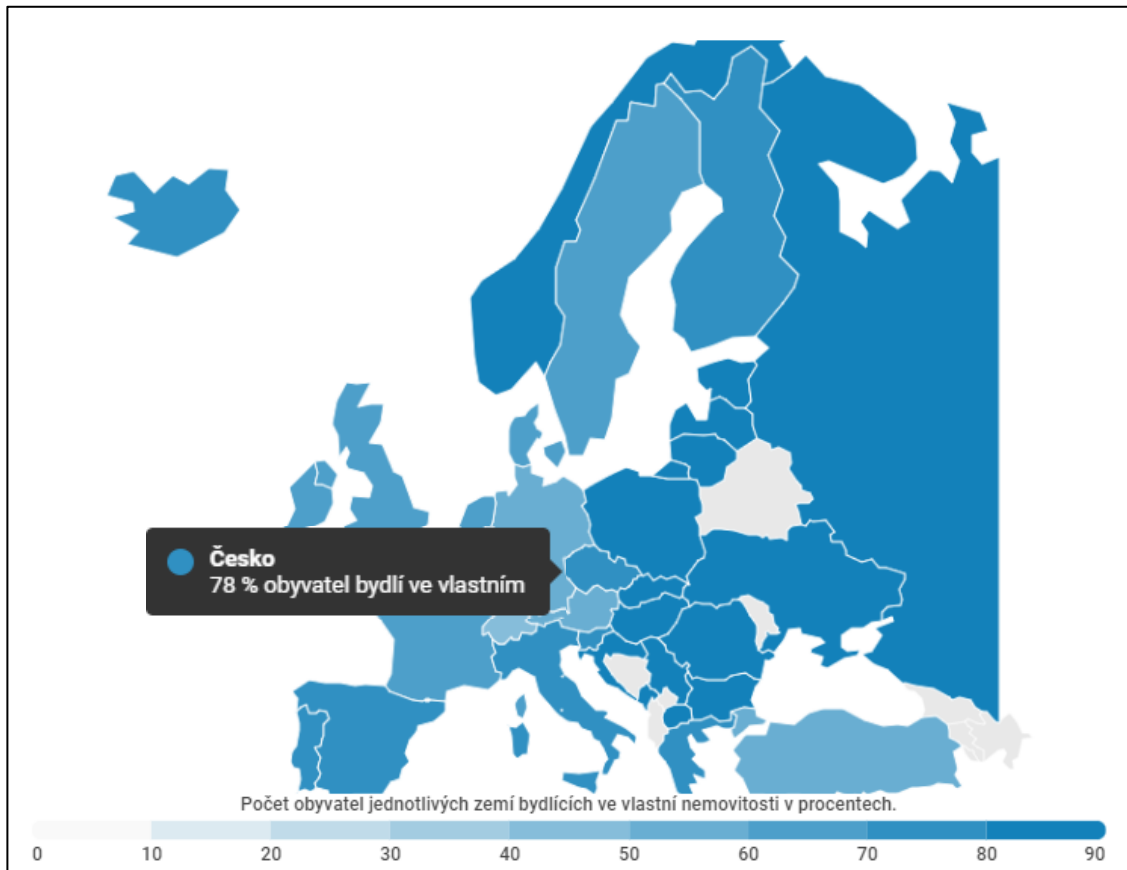 Česko
78 % obyvatel bydlí ve vlastním
Počet obyvatel jednotlivých zemí bydlících ve vlastní nemovitosti v procentech.
0 10 20 30 40 50 60 70 80 90